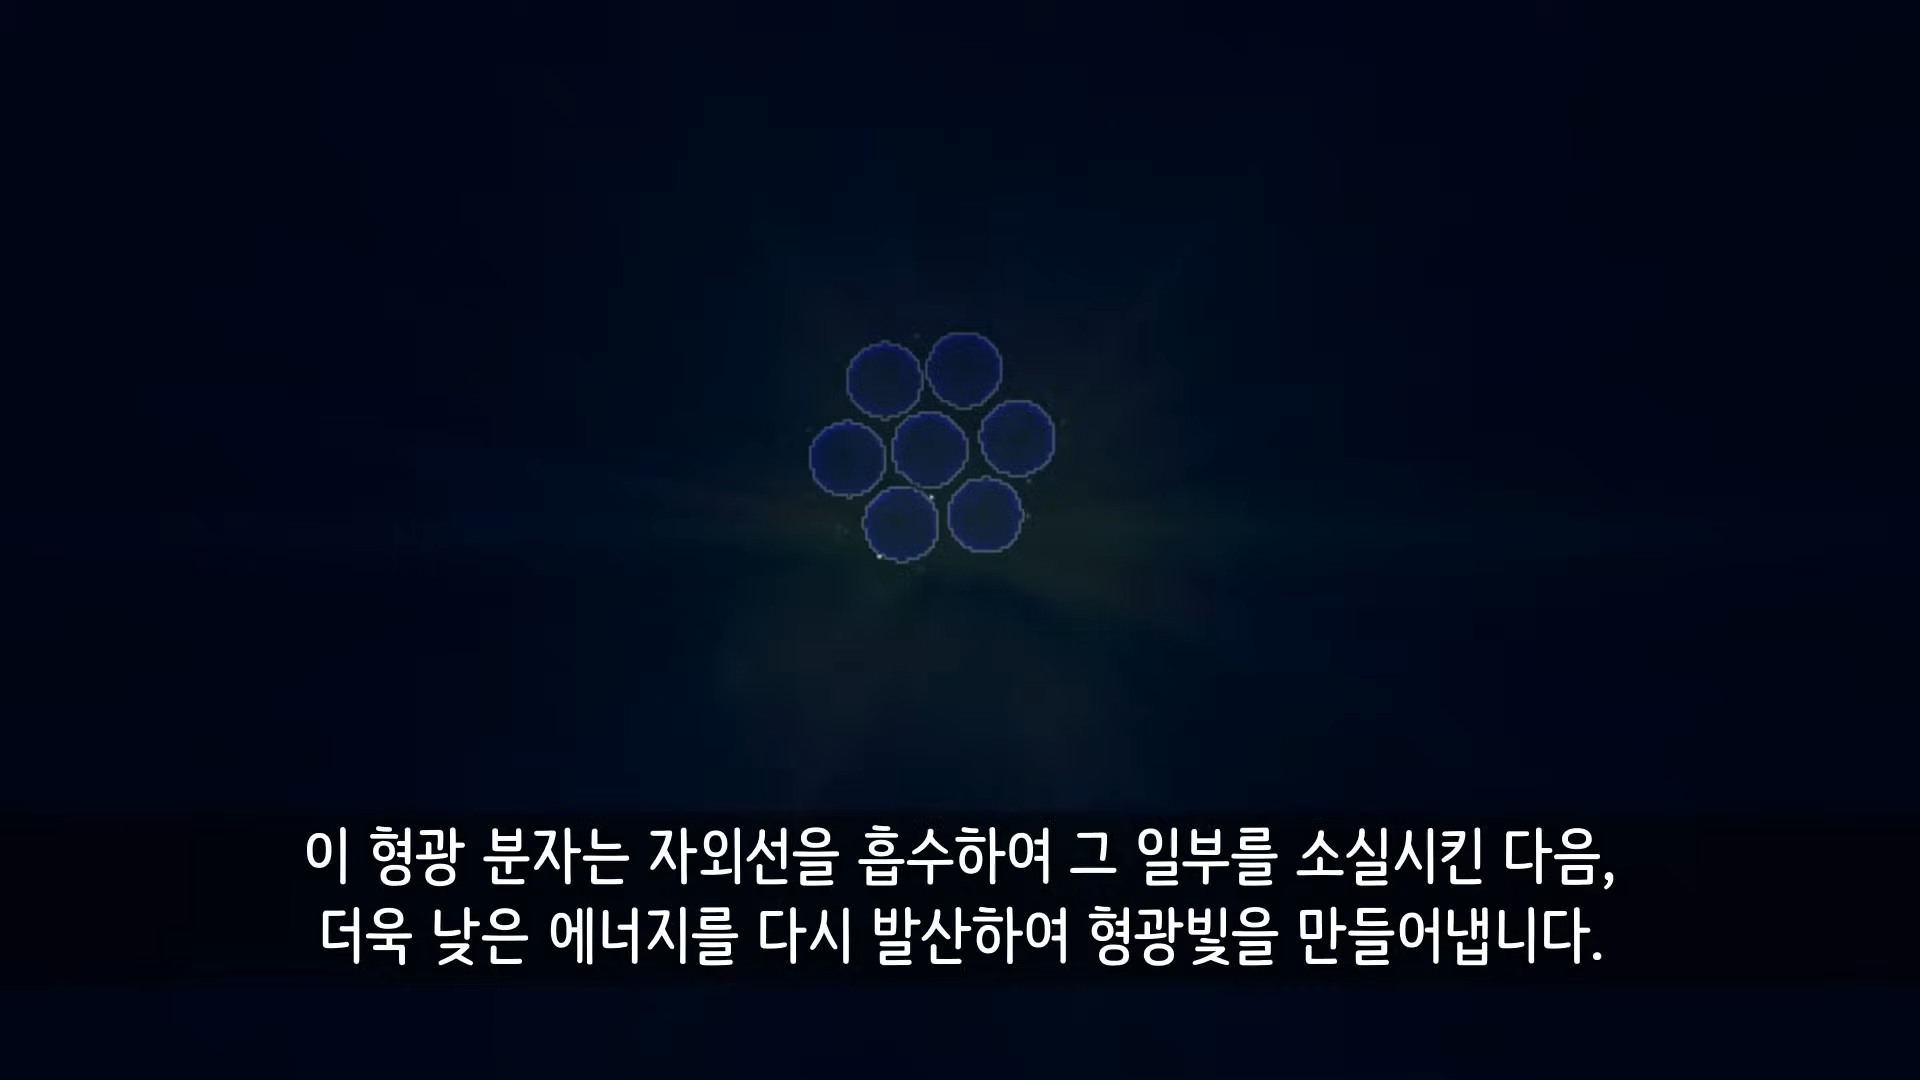 이 형광 분자는 자외선을 흡수하여 그 일부를 소실시킨 다음,
더욱 낮은 에너지를 다시 발산하여 형광빛을 만들어냅니다.